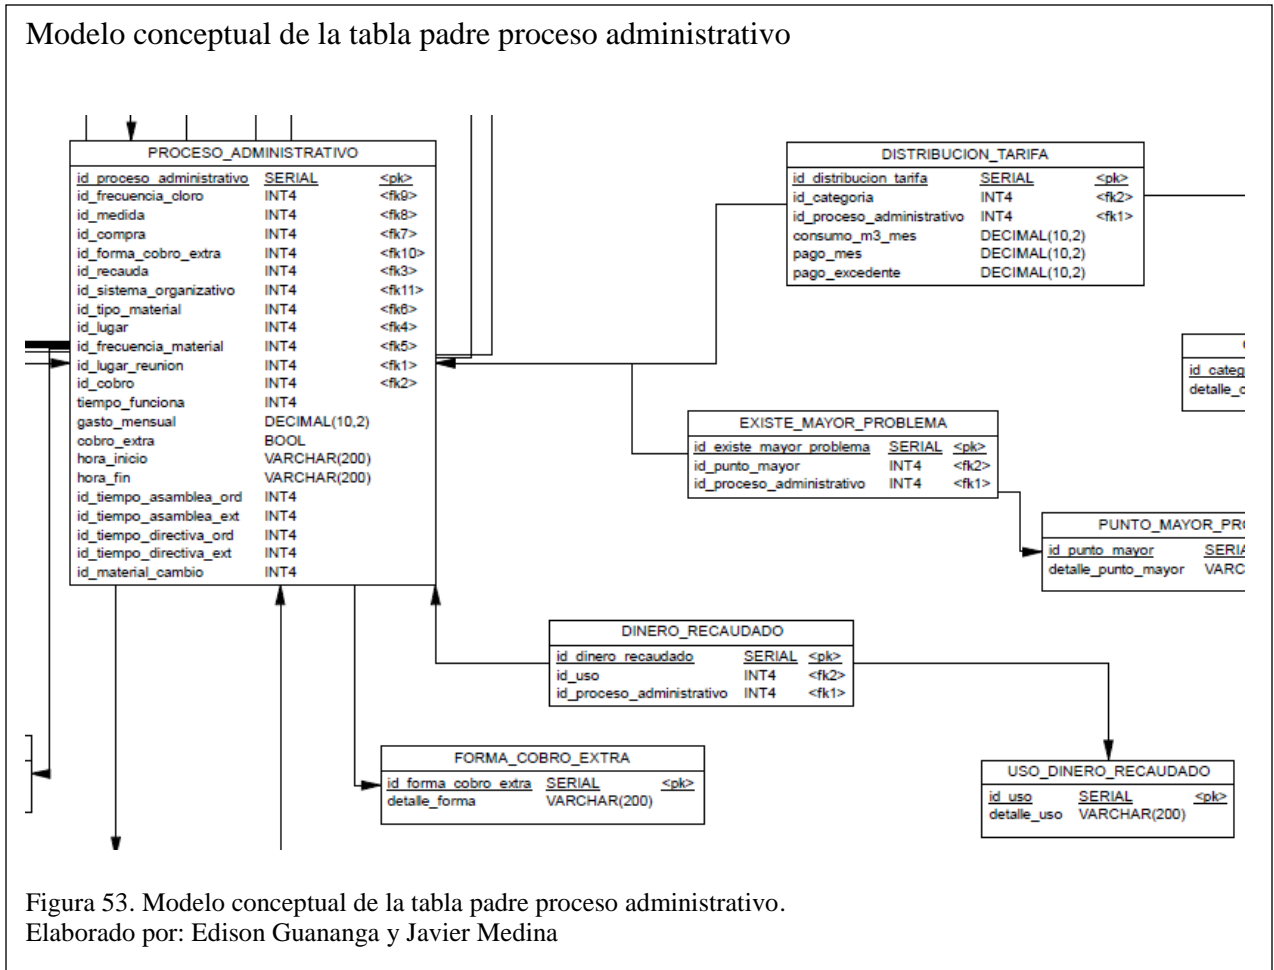 Modelo conceptual de la tabla padre proceso administrativo
PROCESO_ADMINISTRATIVO
id_proceso_administrativo SERIAL <pk>
id_frecuencia_cloro INT4 <fk9>
id_medida INT4 <fk8>
id_compra INT4 <fk7>
id_forma_cobro_extra INT4 <fk10>
id_recauda INT4 <fk3>
id_sistema_organizativo INT4 <fk11>
id_tipo_material INT4 <fk6>
id_lugar INT4 <fk4>
id_frecuencia_material INT4 <fk5>
id_lugar_reunion INT4 <fk1>
id_cobro INT4 <fk2>
tiempo_funciona INT4
gasto_mensual DECIMAL(10,2)
cobro_extra BOOL
hora_inicio VARCHAR(200)
hora_fin VARCHAR(200)
id_tiempo_asamblea_ord INT4
id_tiempo_asamblea_ext INT4
id_tiempo_directiva_ord INT4
id_tiempo_directiva_ext INT4
id_material_cambio INT4
DISTRIBUCION_TARIFA
id_distribucion_tarifa SERIAL <pk>
id_categoria INT4 <fk2>
id_proceso_administrativo INT4 <fk1>
consumo_m3_mes DECIMAL(10,2)
pago_mes DECIMAL(10,2)
pago_excedente DECIMAL(10,2)
id_categ
detalle_c
EXISTE_MAYOR_PROBLEMA
id_existe_mayor_problema SERIAL <pk>
id_punto_mayor INT4 <fk2>
id_proceso_administrativo INT4 <fk1>
PUNTO_MAYOR_PRO
id_punto_mayor SERIA
detalle_punto_mayor VARC
DINERO_RECAUDADO
id_dinero_recaudado SERIAL <pk>
id_uso INT4 <fk2>
id_proceso_administrativo INT4 <fk1>
FORMA_COBRO_EXTRA
id_forma_cobro_extra SERIAL <pk>
detalle_forma VARCHAR(200)
USO_DINERO_RECAUDADO
id_uso SERIAL <pk>
detalle_uso VARCHAR(200)
Figura 53. Modelo conceptual de la tabla padre proceso administrativo.
Elaborado por: Edison Guananga y Javier Medina